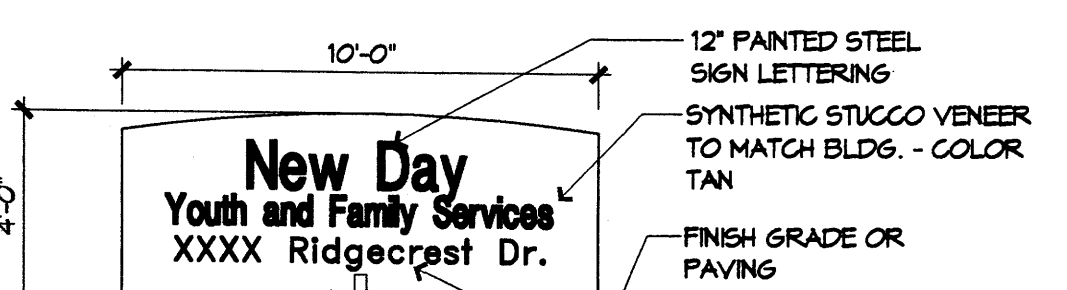 10'-0"
12" PAINTED STEEL
SIGN LETTERING
SYNTHETIC STUCCO VENEER
TO MATCH BLDG. - COLOR
TAN
4'-0"
New Day
Youth and Family Services
XXXX Ridgecrest Dr.
FINISH GRADE OR
PAVING